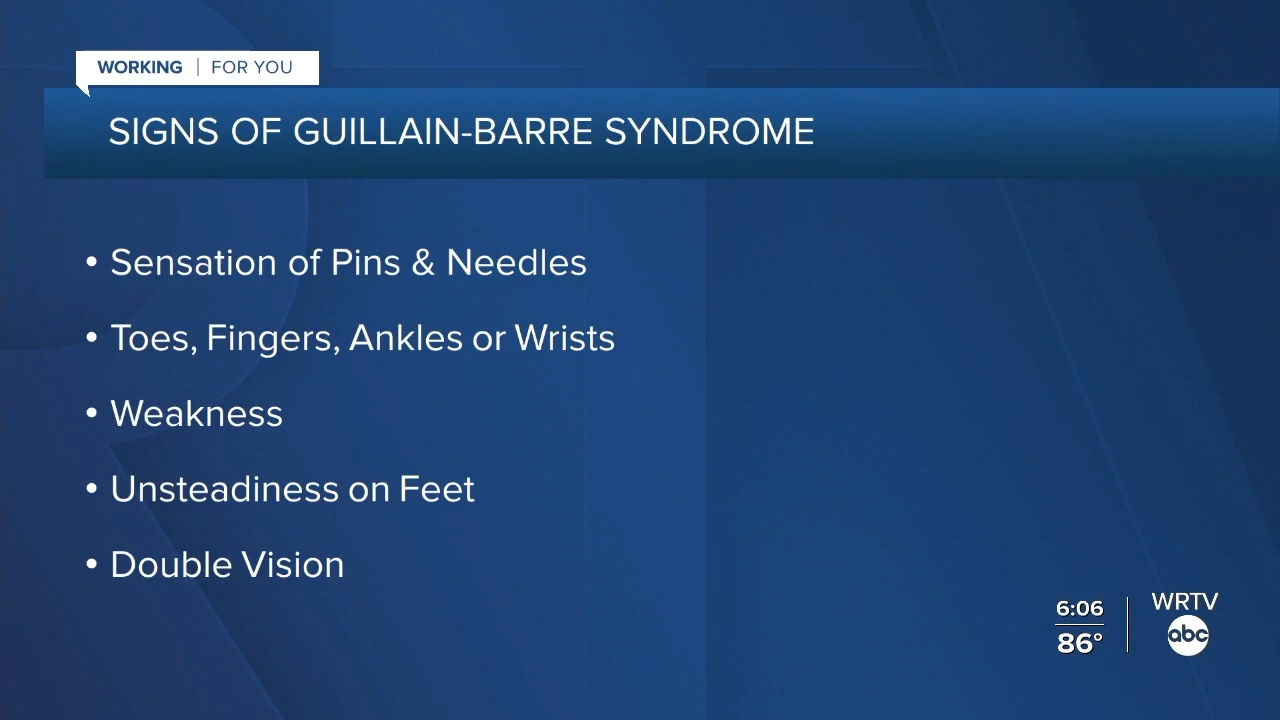 WORKING | FOR YOU
SIGNS OF GUILLAIN-BARRE SYNDROME
• Sensation of Pins & Needles
• Toes, Fingers, Ankles or Wrists
• Weakness
• Unsteadiness on Feet
• Double Vision
6:06
86°
WRTV
abc